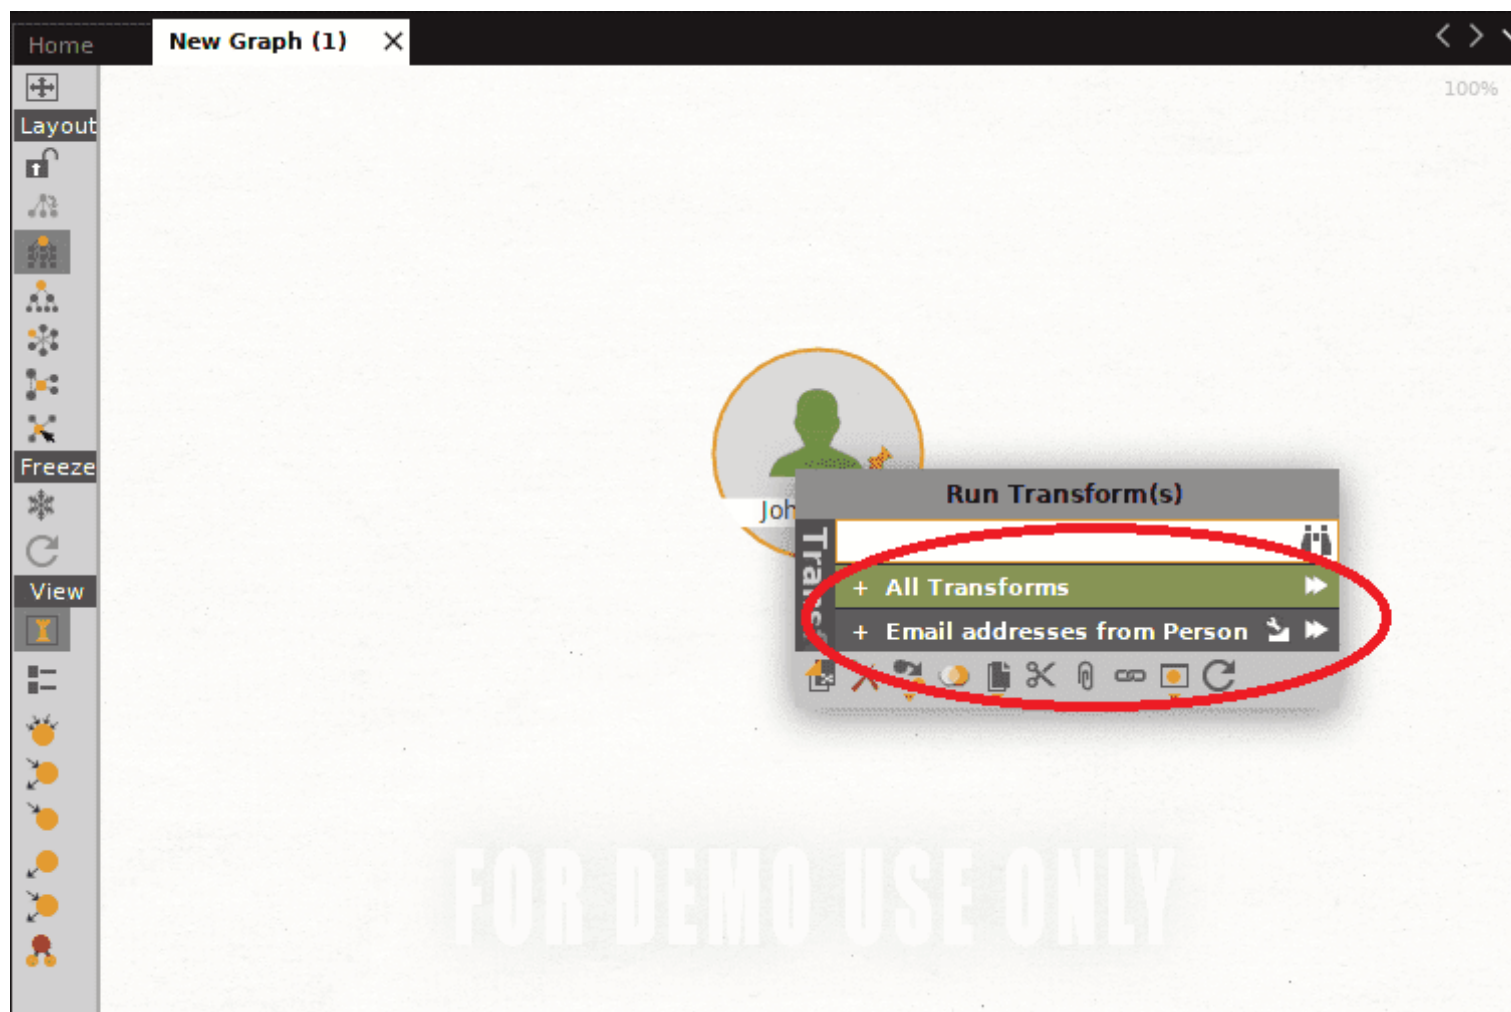 Home
New Graph (1)
100%
Layout
Freeze
View
Joh
Run Transform(s)
All Transforms
Email addresses from Person
FOR DEMO USE ONLY